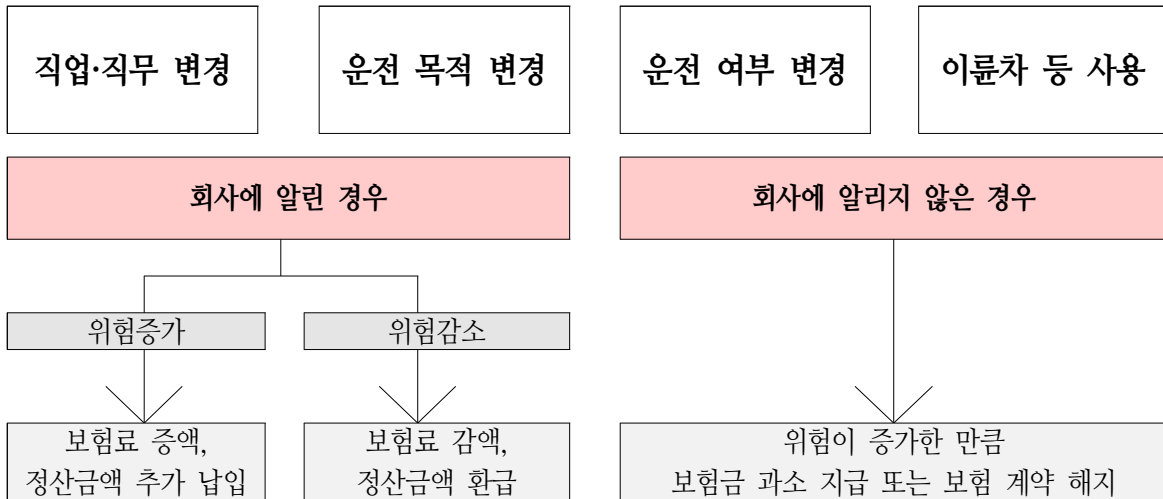 직업·직무 변경
운전 목적 변경
운전 여부 변경
이륜차 등 사용
회사에 알린 경우
회사에 알리지 않은 경우
위험증가
위험감소
보험료 증액,
정산금액 추가 납입
보험료 감액,
정산금액 환급
위험이 증가한 만큼
보험금 과소 지급 또는 보험 계약 해지